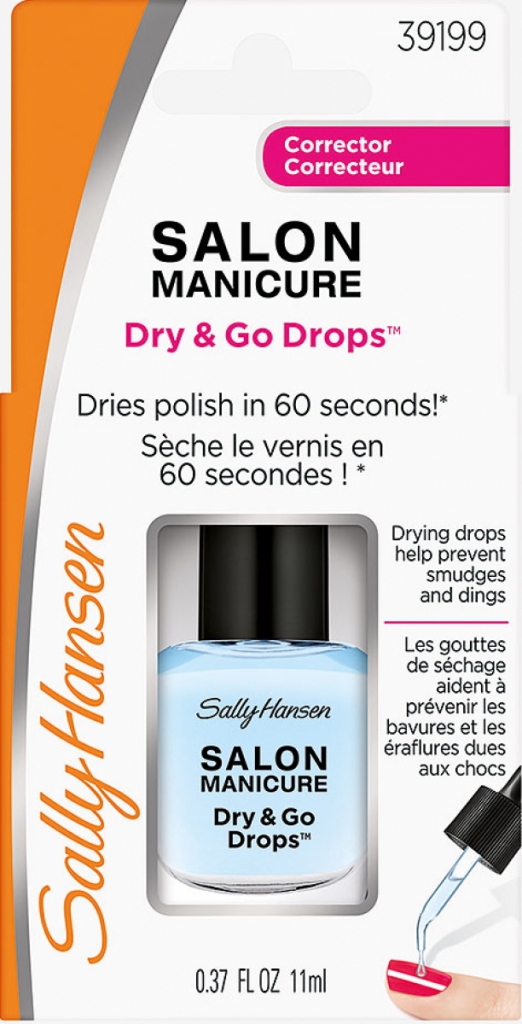 39199
Corrector
Correcteur
SALON
MANICURE
Dry & Go Drops™
Dries polish in 60 seconds!*
Sèche le vernis en
60 secondes ! *
Drying drops
help prevent
smudges
and dings
Les gouttes
de séchage
aident à
prévenir les
bavures et les
éraflures dues
aux chocs
Sally Hansen
Sally Hansen
SALON
MANICURE
Dry & Go
Drops™
0.37 FL OZ 11ml